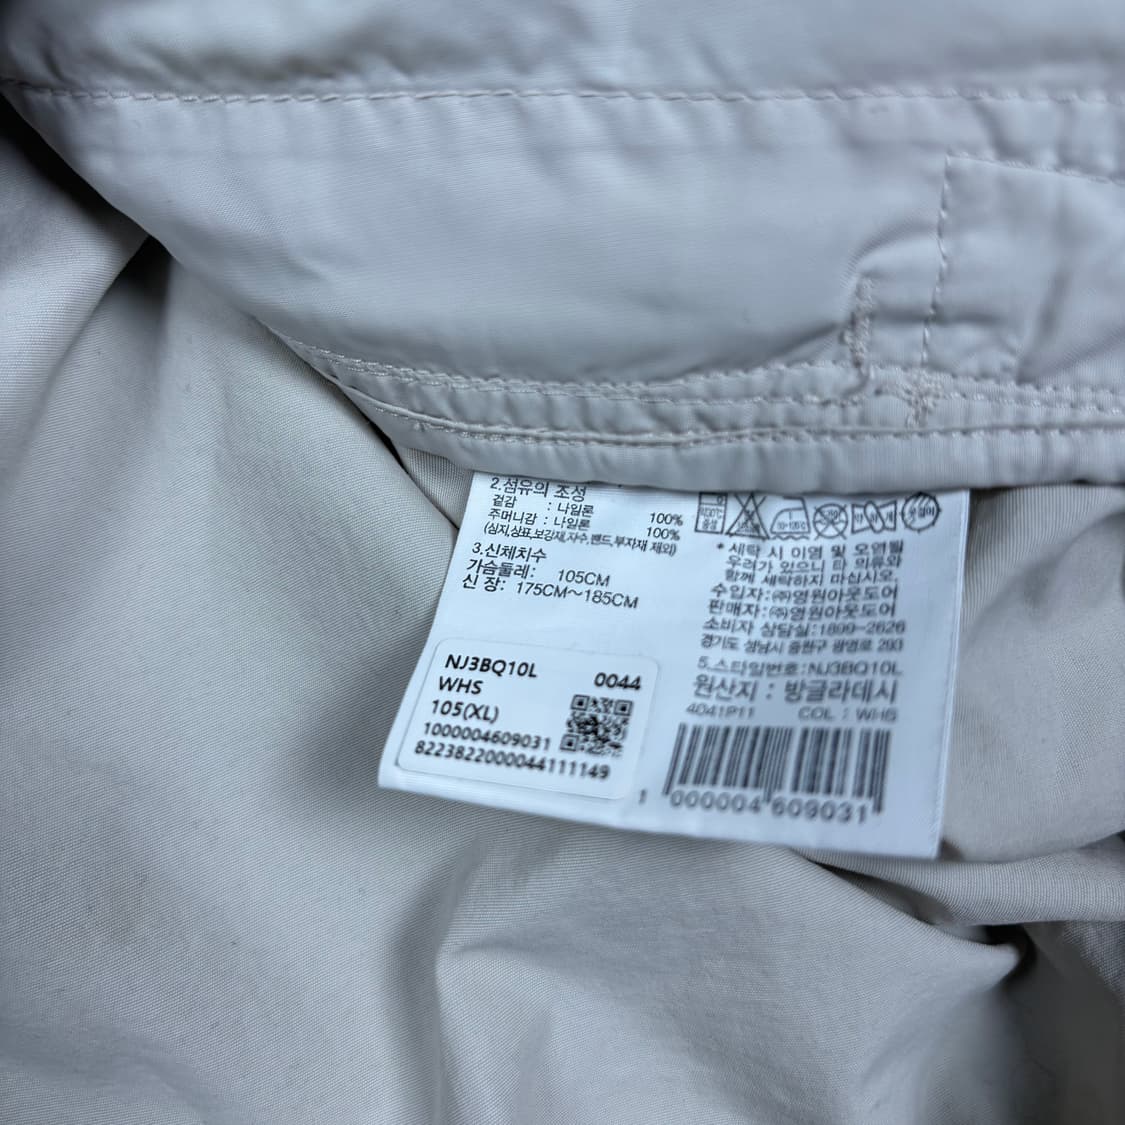 2.섬유의 조성
겉감 : 나일론 100%
주머니감 : 나일론 100%
(심지,상표,보강재,자수,밴드,부자재 제외)
3.신체치수
가슴둘레: 105CM
신 장: 175CM~185CM
NJ3BQ10L 0044
WHS
105(XL)
1000004609031
8223822000044111149
* 세탁 시 이염 및 오염될
우려가 있으니 타 의류와
함께 세탁하지 마십시오.
수입자:㈜영원아웃도어
판매자:㈜영원아웃도어
소비자 상담실:1899-2626
경기도 성남시 중원구 광명로 293
5.스타일번호:NJ3BQ10L
원산지 : 방글라데시
4041P11 COL : WHS
1 000004 609031